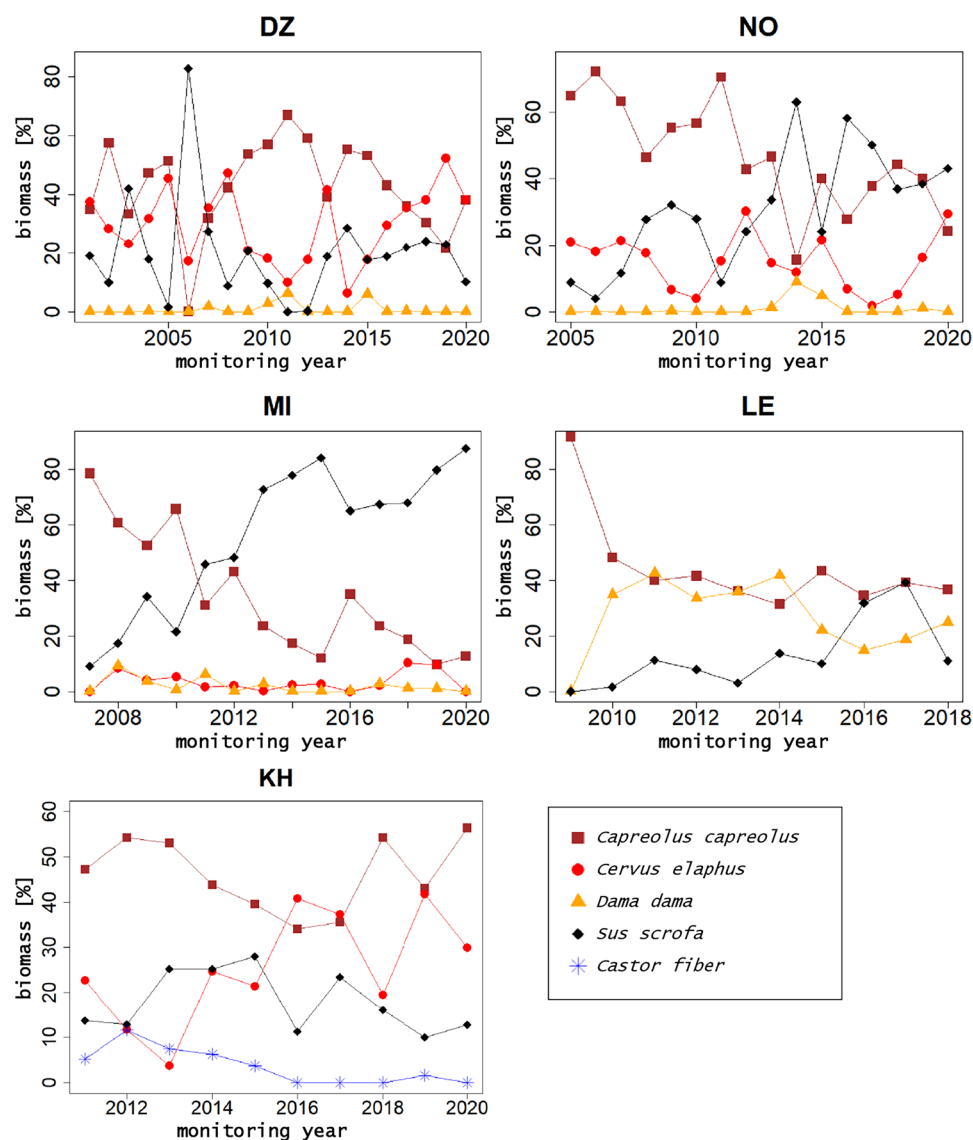 DZ
biomass [%]
0 20 40 60 80
2005 2010 2015 2020
monitoring year
NO
biomass [%]
0 20 40 60
2005 2010 2015 2020
monitoring year
MI
biomass [%]
0 20 40 60 80
2008 2012 2016 2020
monitoring year
LE
biomass [%]
0 20 40 60 80
2010 2012 2014 2016 2018
monitoring year
KH
biomass [%]
0 10 20 30 40 50 60
2012 2014 2016 2018 2020
monitoring year
Capreolus capreolus
Cervus elaphus
Dama dama
Sus scrofa
Castor fiber